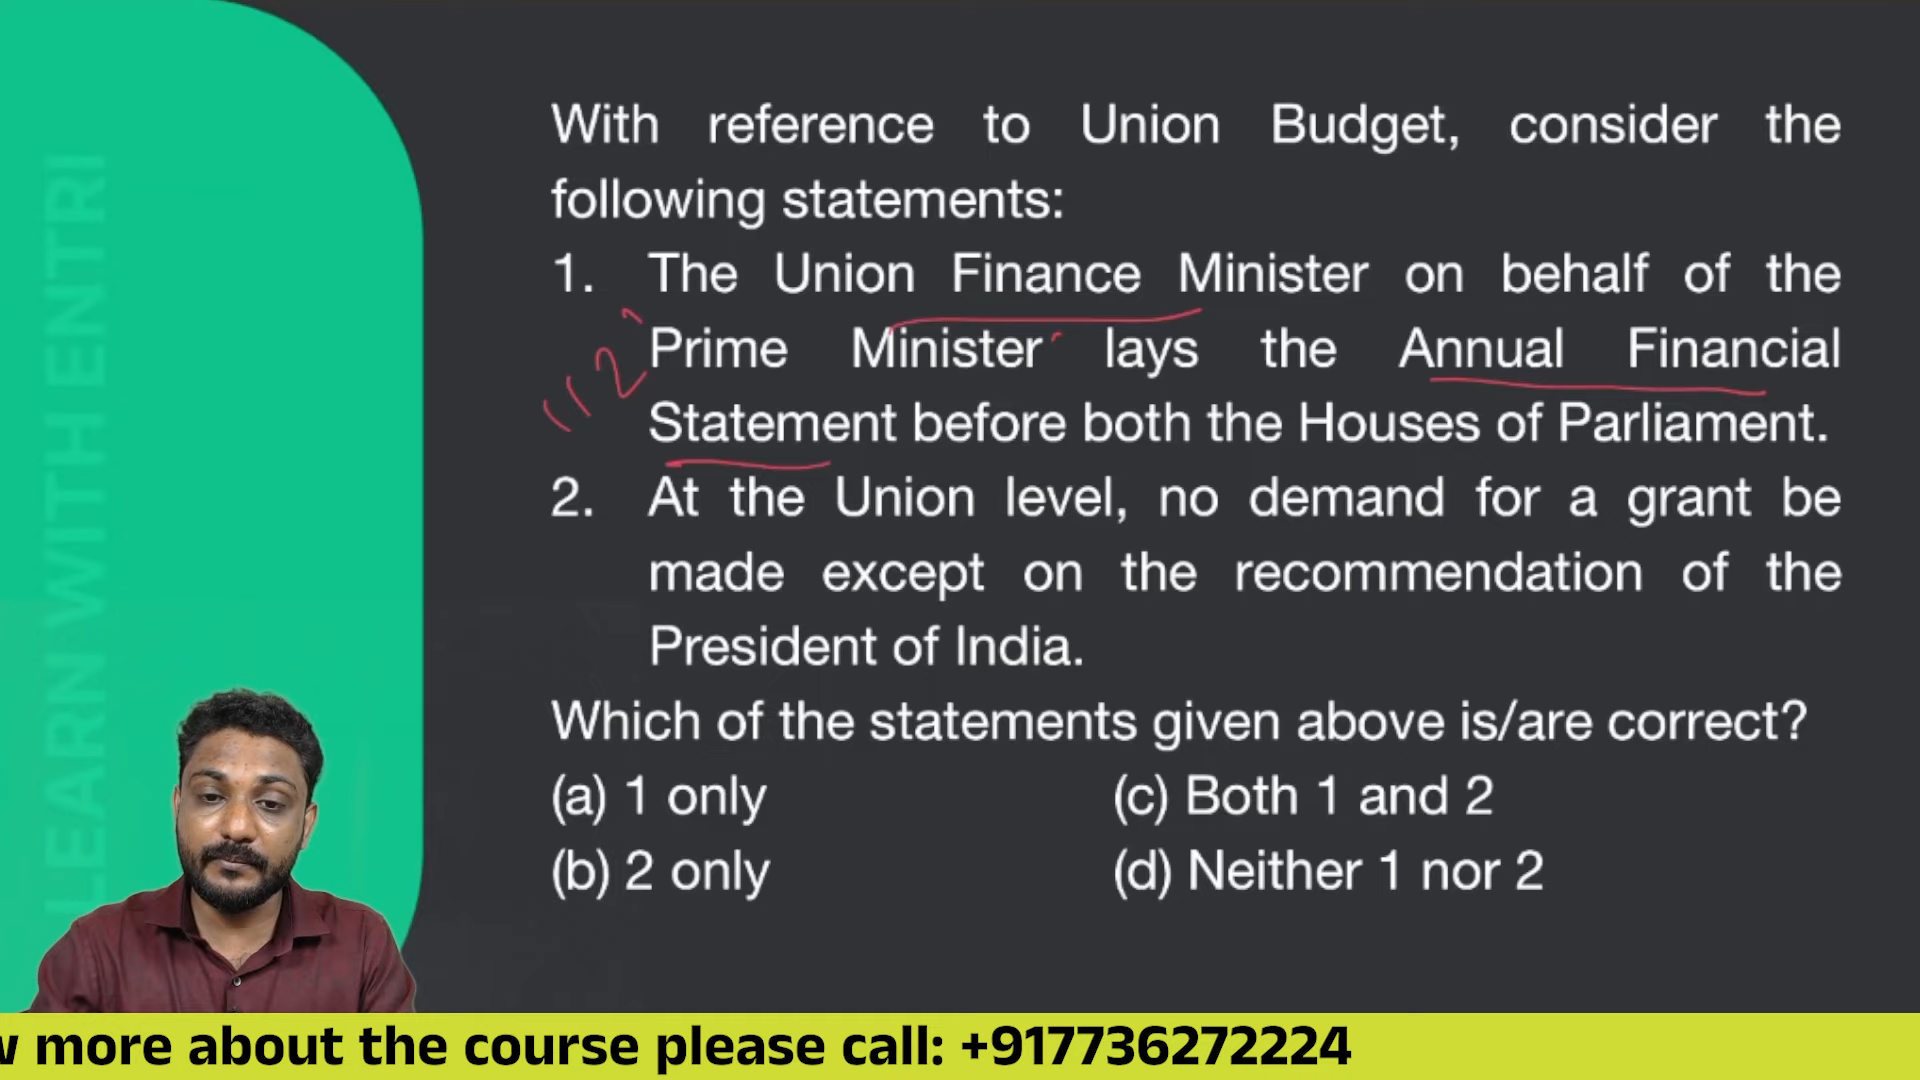 LEARN WITH ENTRI
With reference to Union Budget, consider the
following statements:
1. The Union Finance Minister on behalf of the
Prime Minister lays the Annual Financial
112
Statement before both the Houses of Parliament.
2. At the Union level, no demand for a grant be
made except on the recommendation of the
President of India.
Which of the statements given above is/are correct?
(a) 1 only (c) Both 1 and 2
(b) 2 only (d) Neither 1 nor 2
more about the course please call: +917736272224